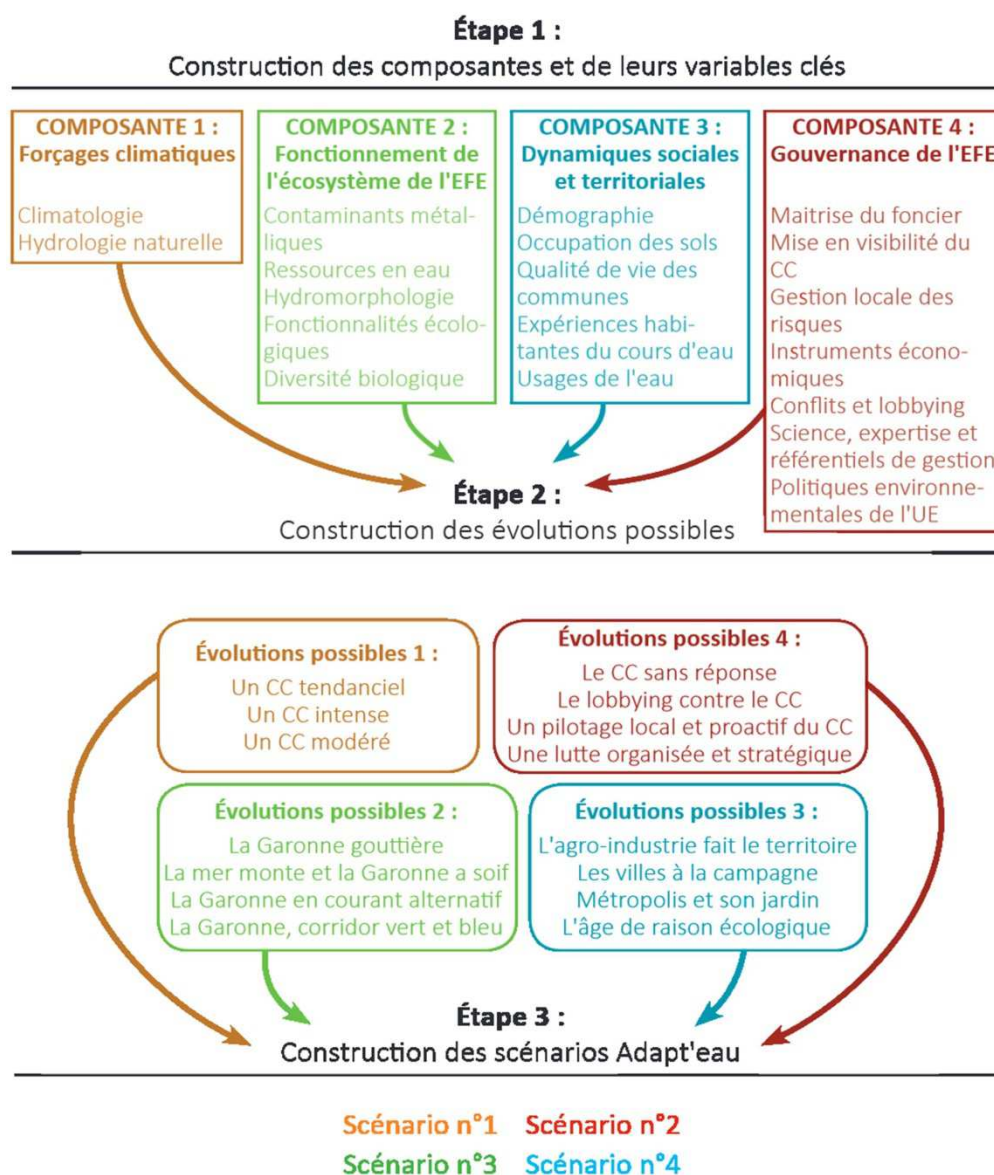 Étape 1 :
Construction des composantes et de leurs variables clés
COMPOSANTE 1 :
Forçages climatiques
Climatologie
Hydrologie naturelle
COMPOSANTE 2 :
Fonctionnement de
l'écosystème de l'EFE
Contaminants métal-
liques
Ressources en eau
Hydromorphologie
Fonctionnalités écolo-
giques
Diversité biologique
COMPOSANTE 3 :
Dynamiques sociales
et territoriales
Démographie
Occupation des sols
Qualité de vie des
communes
Expériences habi-
tantes du cours d'eau
Usages de l'eau
COMPOSANTE 4 :
Gouvernance de l'EFE
Maitrise du foncier
Mise en visibilité du
CC
Gestion locale des
risques
Instruments écono-
miques
Conflits et lobbying
Science, expertise et
référentiels de gestion
Politiques environne-
mentales de l'UE
Étape 2 :
Construction des évolutions possibles
Évolutions possibles 1 :
Un CC tendanciel
Un CC intense
Un CC modéré
Évolutions possibles 4 :
Le CC sans réponse
Le lobbying contre le CC
Un pilotage local et proactif du CC
Une lutte organisée et stratégique
Évolutions possibles 2 :
La Garonne gouttière
La mer monte et la Garonne a soif
La Garonne en courant alternatif
La Garonne, corridor vert et bleu
Évolutions possibles 3 :
L'agro-industrie fait le territoire
Les villes à la campagne
Métropolis et son jardin
L'âge de raison écologique
Étape 3 :
Construction des scénarios Adapt'eau
Scénario n°1 Scénario n°2
Scénario n°3 Scénario n°4